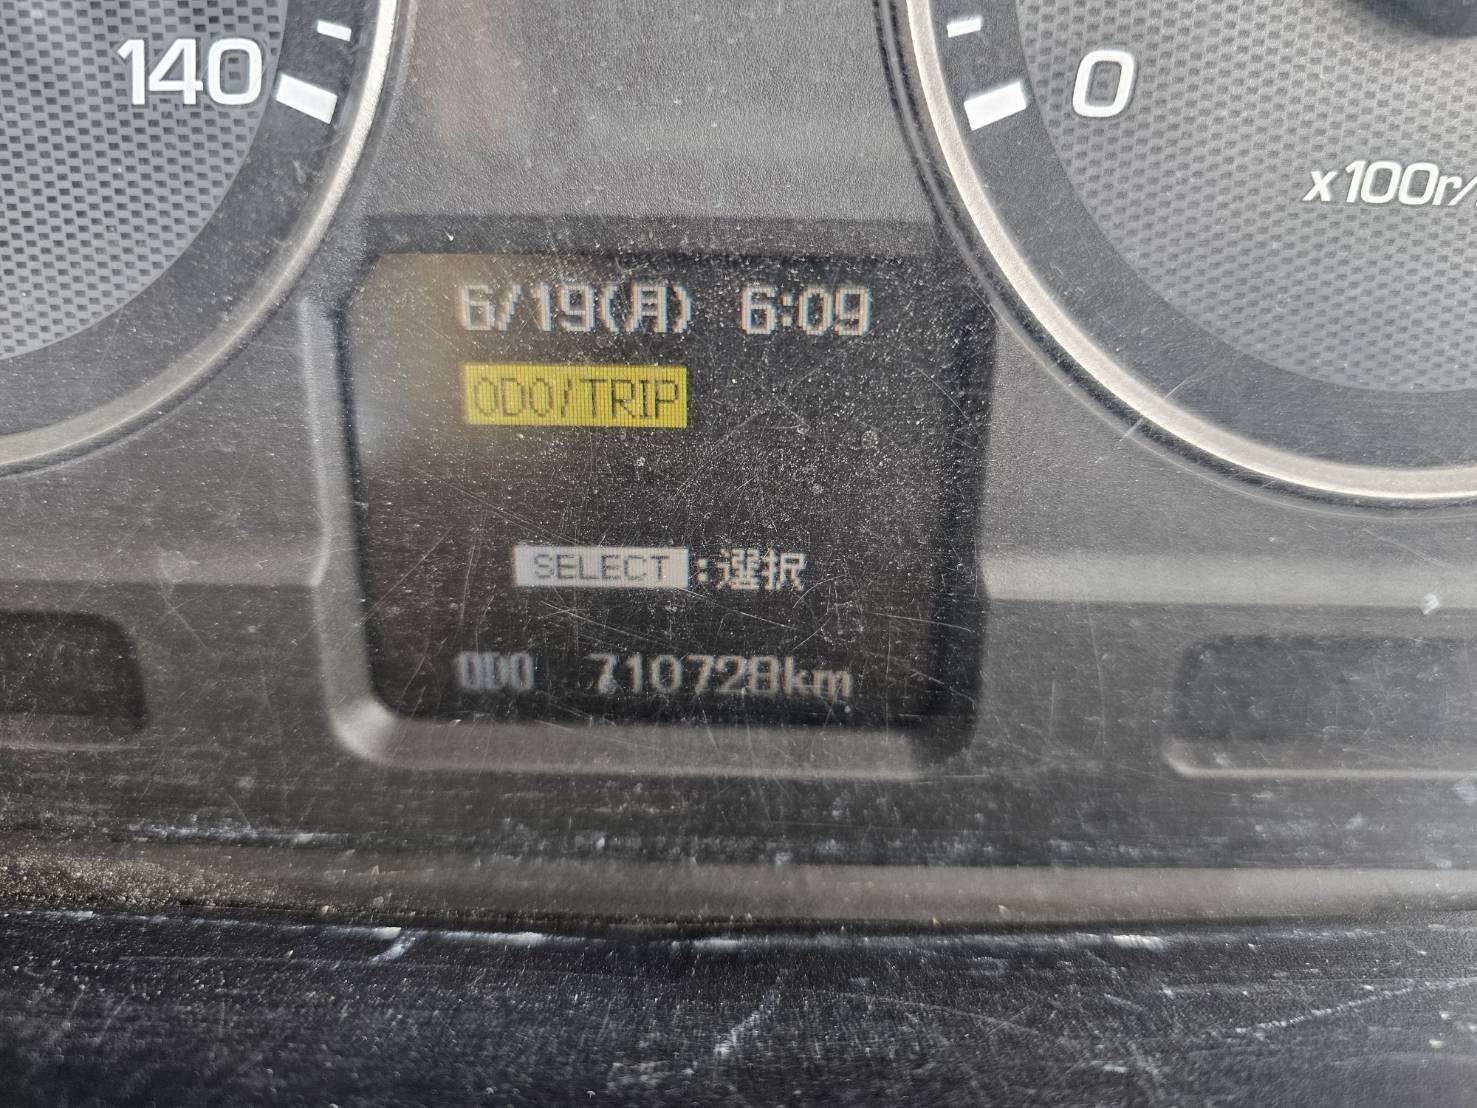 140
0
x100r/
6/19(月) 6:09
ODO/TRIP
SELECT:選択
ODO 710728km